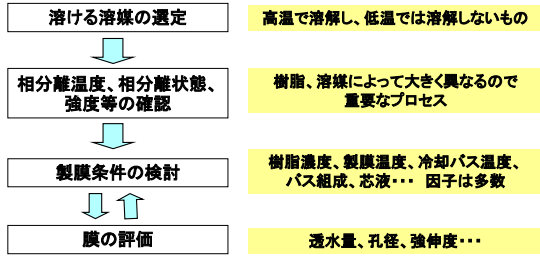 溶ける溶媒の選定
高温で溶解し、低温では溶解しないもの
相分離温度、相分離状態、
強度等の確認
樹脂、溶媒によって大きく異なるので
重要なプロセス
製膜条件の検討
樹脂濃度、製膜温度、冷却バス温度、
バス組成、芯液・・・ 因子は多数
膜の評価
透水量、孔径、強伸度・・・